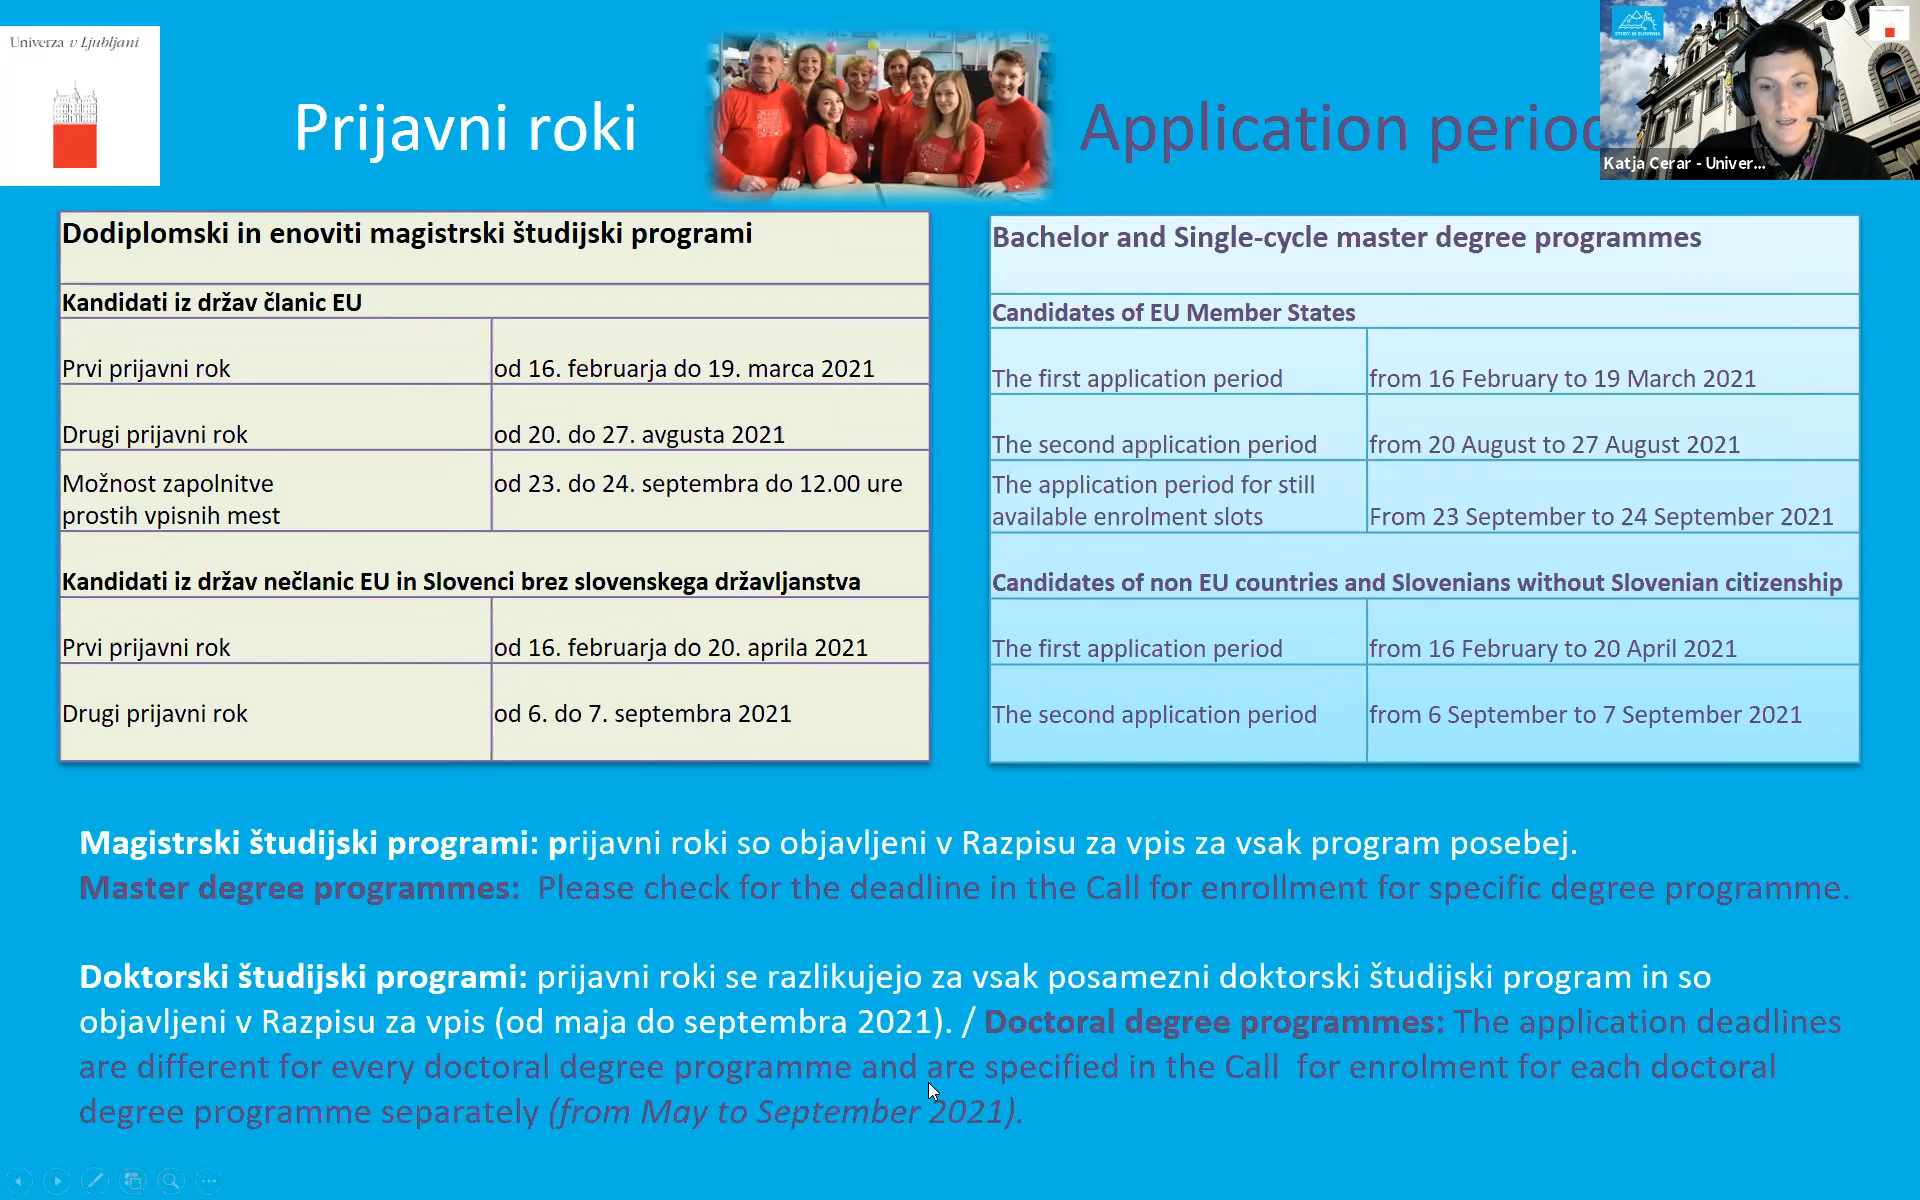 Univerza v Ljubljani
Prijavni roki
Application perio
STUDY IN SLOVENIA
Katja Cerar - Univer...
Dodiplomski in enoviti magistrski študijski programi
Kandidati iz držav članic EU
Prvi prijavni rok
od 16. februarja do 19. marca 2021
Drugi prijavni rok
od 20. do 27. avgusta 2021
Možnost zapolnitve
prostih vpisnih mest
od 23. do 24. septembra do 12.00 ure
Kandidati iz držav nečlanic EU in Slovenci brez slovenskega državljanstva
Prvi prijavni rok
od 16. februarja do 20. aprila 2021
Drugi prijavni rok
od 6. do 7. septembra 2021
Bachelor and Single-cycle master degree programmes
Candidates of EU Member States
The first application period
from 16 February to 19 March 2021
The second application period
from 20 August to 27 August 2021
The application period for still
available enrolment slots
From 23 September to 24 September 2021
Candidates of non EU countries and Slovenians without Slovenian citizenship
The first application period
from 16 February to 20 April 2021
The second application period
from 6 September to 7 September 2021
Magistrski študijski programi: prijavni roki so objavljeni v Razpisu za vpis za vsak program posebej.
Master degree programmes: Please check for the deadline in the Call for enrollment for specific degree programme.
Doktorski študijski programi: prijavni roki se razlikujejo za vsak posamezni doktorski študijski program in so
objavljeni v Razpisu za vpis (od maja do septembra 2021). / Doctoral degree programmes: The application deadlines
are different for every doctoral degree programme and are specified in the Call for enrolment for each doctoral
degree programme separately (from May to September 2021).